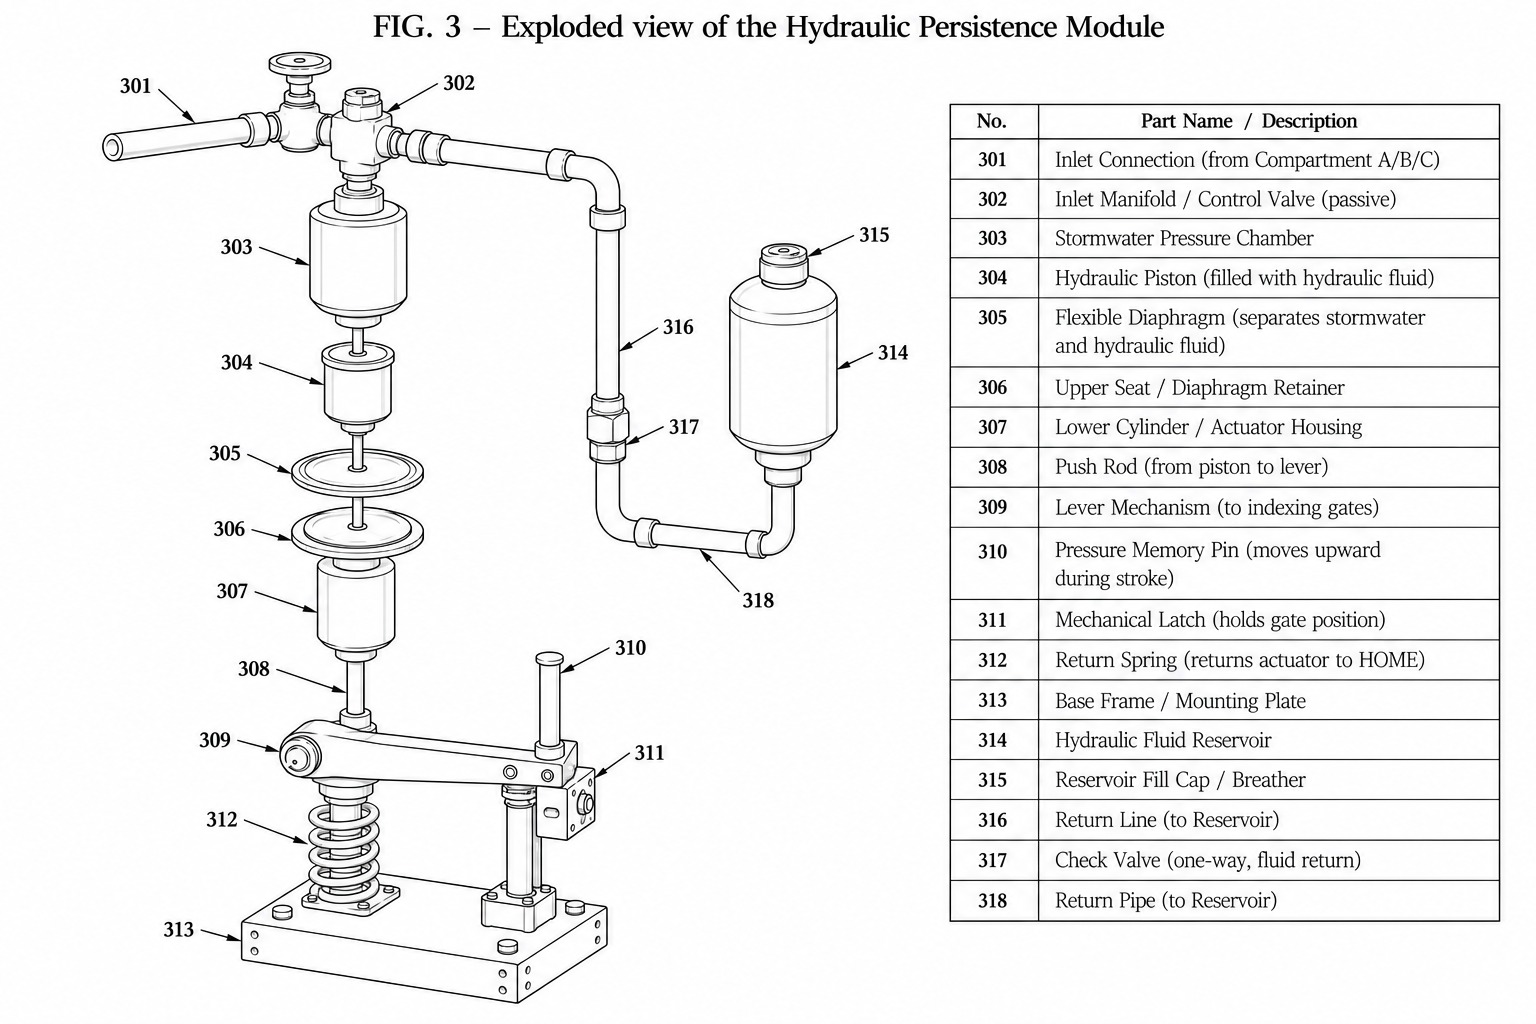 FIG. 3 – Exploded view of the Hydraulic Persistence Module
301
302
303
304
305
306
307
308
309
310
311
312
313
314
315
316
317
318
No. Part Name / Description
301 Inlet Connection (from Compartment A/B/C)
302 Inlet Manifold / Control Valve (passive)
303 Stormwater Pressure Chamber
304 Hydraulic Piston (filled with hydraulic fluid)
305 Flexible Diaphragm (separates stormwater
and hydraulic fluid)
306 Upper Seat / Diaphragm Retainer
307 Lower Cylinder / Actuator Housing
308 Push Rod (from piston to lever)
309 Lever Mechanism (to indexing gates)
310 Pressure Memory Pin (moves upward
during stroke)
311 Mechanical Latch (holds gate position)
312 Return Spring (returns actuator to HOME)
313 Base Frame / Mounting Plate
314 Hydraulic Fluid Reservoir
315 Reservoir Fill Cap / Breather
316 Return Line (to Reservoir)
317 Check Valve (one-way, fluid return)
318 Return Pipe (to Reservoir)